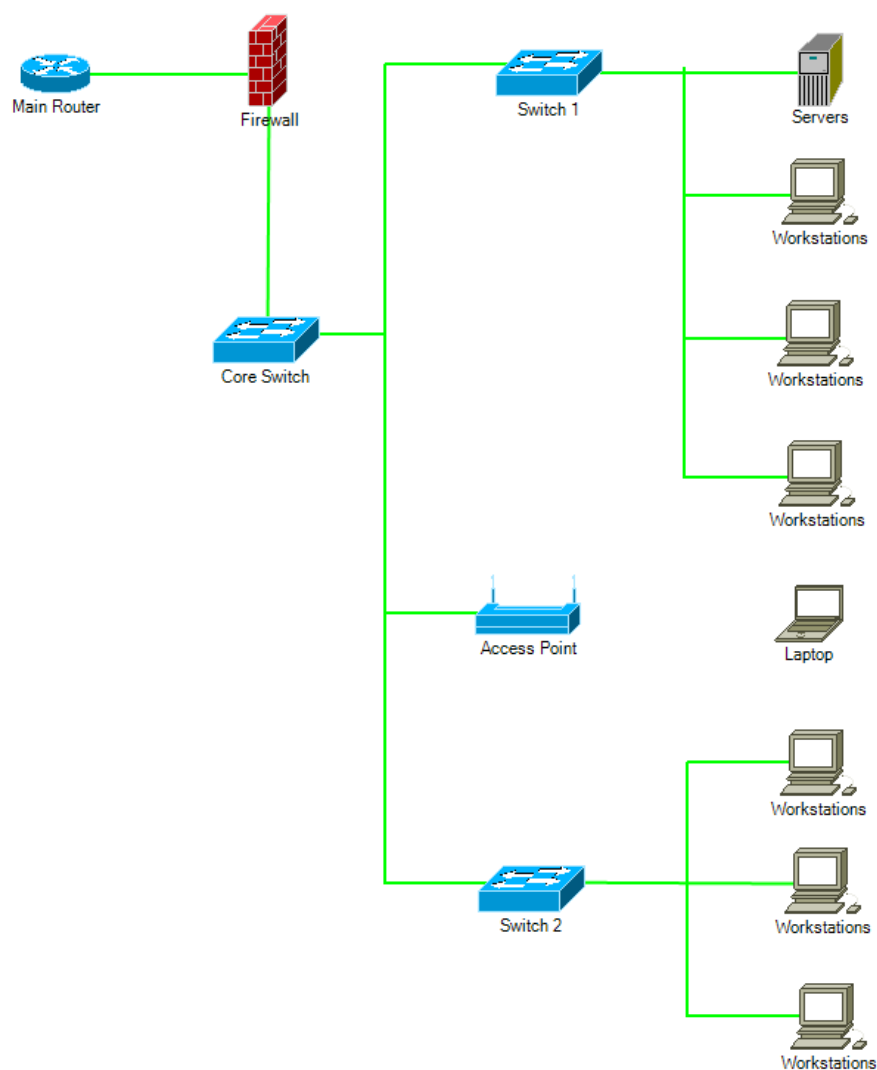 Main Router
Firewall
Switch 1
Servers
Workstations
Core Switch
Workstations
Workstations
Access Point
Laptop
Workstations
Switch 2
Workstations
Workstations